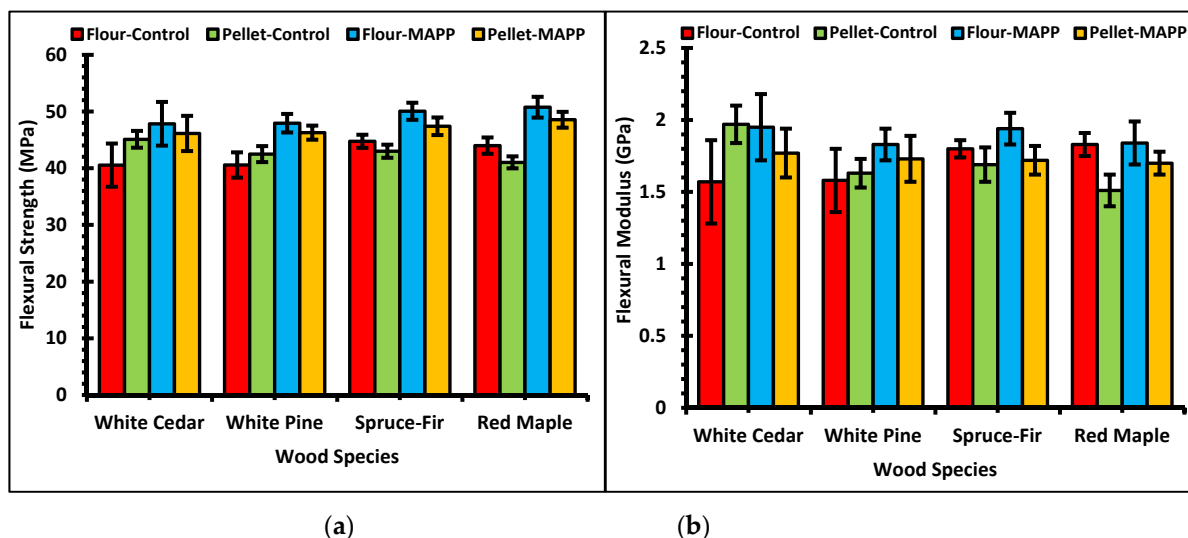 Flour-Control Pellet-Control Flour-MAPP Pellet-MAPP
60
50
40
30
20
10
0
Flexural Strength (MPa)
White Cedar White Pine Spruce-Fir Red Maple
Wood Species
(a)
Flour-Control Pellet-Control Flour-MAPP Pellet-MAPP
2.5
2
1.5
1
0.5
0
Flexural Modulus (GPa)
White Cedar White Pine Spruce-Fir Red Maple
Wood Species
(b)